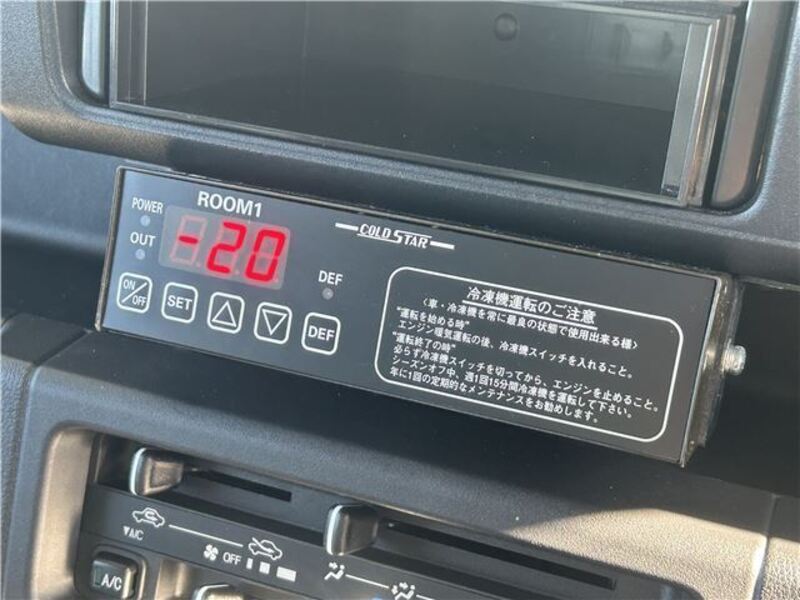 ROOM1
POWER
OUT
-20
COLD STAR
DEF
ON/OFF
SET
DEF
冷凍機運転のご注意
〈車・冷凍機を常に最良の状態で使用出来る様〉
"運転を始める時"
エンジン暖気運転の後、冷凍機スイッチを入れること。
"運転終了の時"
必らず冷凍機スイッチを切ってから、エンジンを止めること。
シーズンオフ中、週1回15分間冷凍機を運転して下さい。
年に1回の定期的なメンテナンスをお勧めします。
▼A/C
OFF
A/C